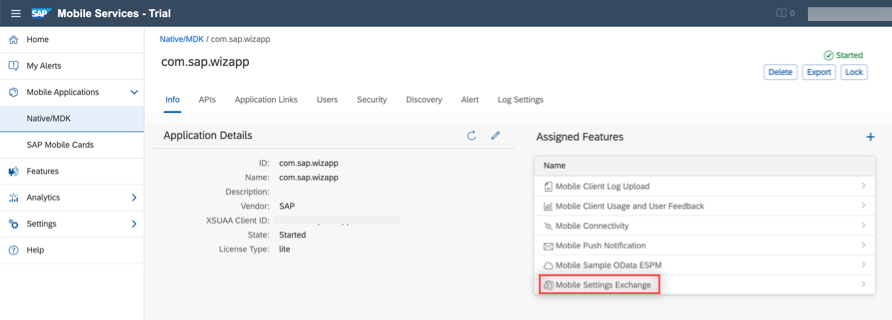 SAP Mobile Services - Trial
0
Home
My Alerts
Mobile Applications
Native/MDK
SAP Mobile Cards
Features
Analytics
Settings
Help
Native/MDK / com.sap.wizapp
com.sap.wizapp
Started
Delete Export Lock
Info APIs Application Links Users Security Discovery Alert Log Settings
Application Details
ID: com.sap.wizapp
Name: com.sap.wizapp
Description:
Vendor: SAP
XSUAA Client ID:
State: Started
License Type: lite
Assigned Features
Name
Mobile Client Log Upload
Mobile Client Usage and User Feedback
Mobile Connectivity
Mobile Push Notification
Mobile Sample OData ESPM
Mobile Settings Exchange